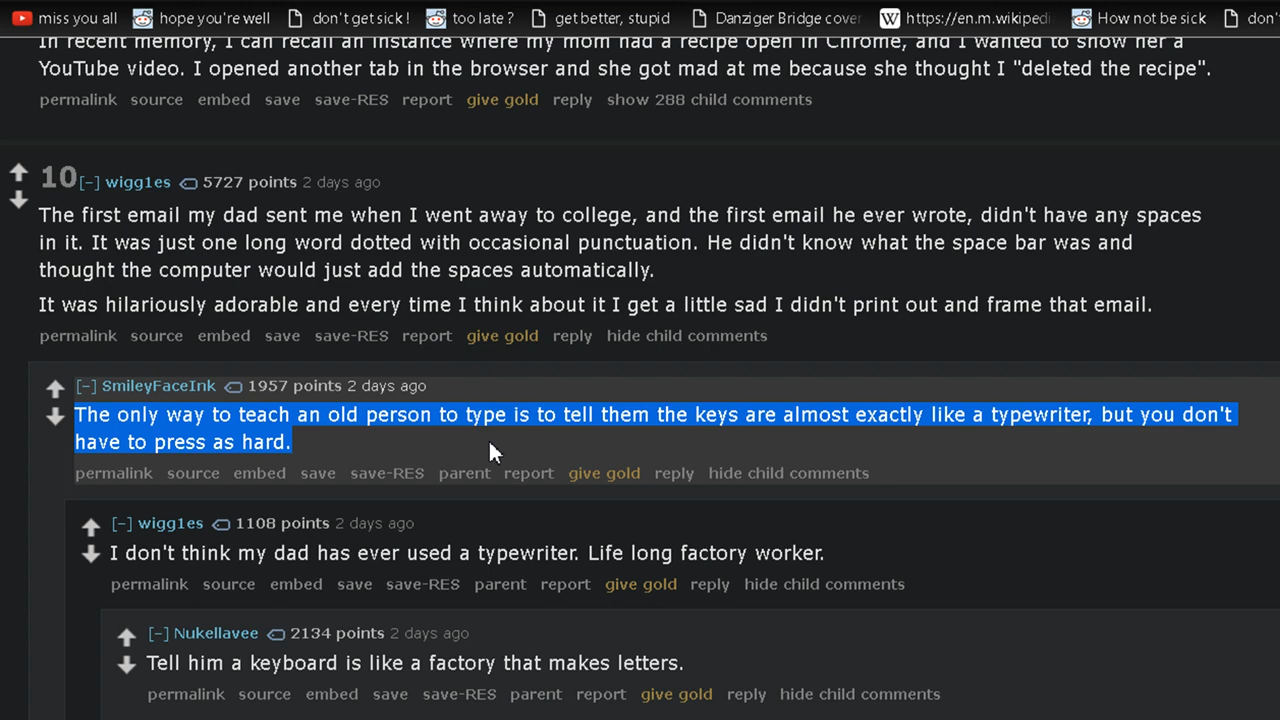 miss you all hope you're well don't get sick ! too late ? get better, stupid Danziger Bridge cover https://en.m.wikiped How not be sick don'
In recent memory, I can recall an instance where my mom had a recipe open in Chrome, and I wanted to show her a
YouTube video. I opened another tab in the browser and she got mad at me because she thought I "deleted the recipe".
permalink source embed save save-RES report give gold reply show 288 child comments
10 [–] wigg1es 5727 points 2 days ago
The first email my dad sent me when I went away to college, and the first email he ever wrote, didn't have any spaces
in it. It was just one long word dotted with occasional punctuation. He didn't know what the space bar was and
thought the computer would just add the spaces automatically.
It was hilariously adorable and every time I think about it I get a little sad I didn't print out and frame that email.
permalink source embed save save-RES report give gold reply hide child comments
[–] SmileyFaceInk 1957 points 2 days ago
The only way to teach an old person to type is to tell them the keys are almost exactly like a typewriter, but you don't
have to press as hard.
permalink source embed save save-RES parent report give gold reply hide child comments
[–] wigg1es 1108 points 2 days ago
I don't think my dad has ever used a typewriter. Life long factory worker.
permalink source embed save save-RES parent report give gold reply hide child comments
[–] Nukellavee 2134 points 2 days ago
Tell him a keyboard is like a factory that makes letters.
permalink source embed save save-RES parent report give gold reply hide child comments